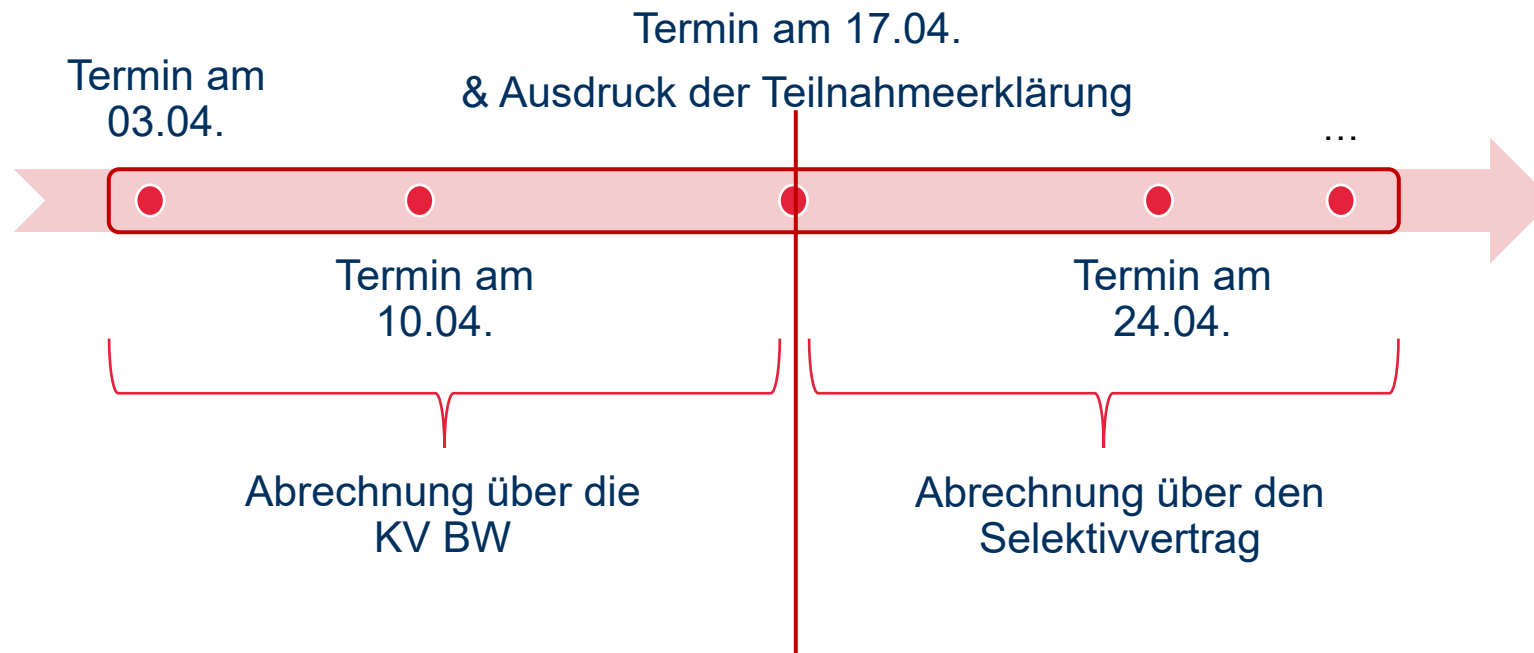 Termin am 17.04.
& Ausdruck der Teilnahmeerklärung
Termin am
03.04.
...
Termin am
10.04.
Termin am
24.04.
Abrechnung über die
KV BW
Abrechnung über den
Selektivvertrag